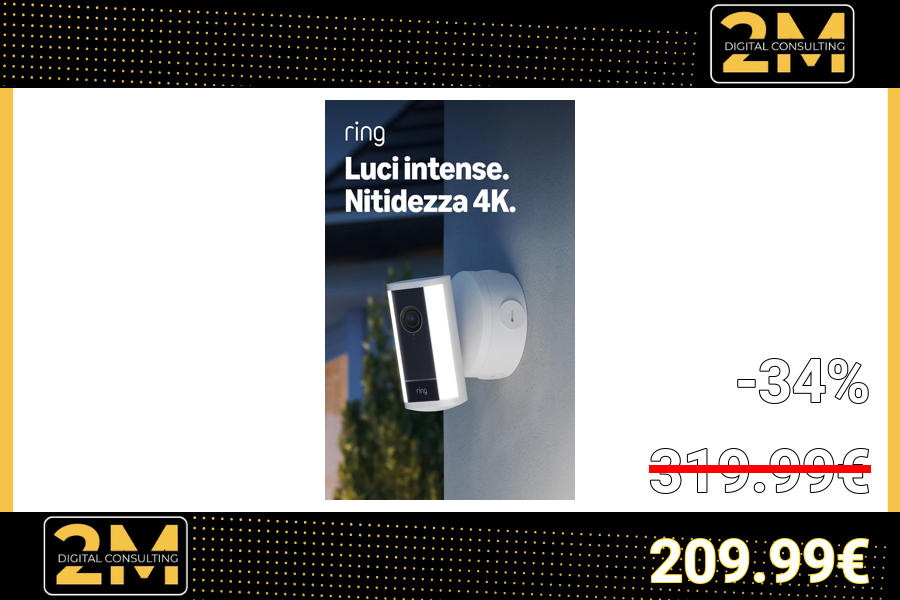 2M
DIGITAL CONSULTING
ring
Luci intense.
Nitidezza 4K.
ring
-34%
319.99€
2M
DIGITAL CONSULTING
209.99€